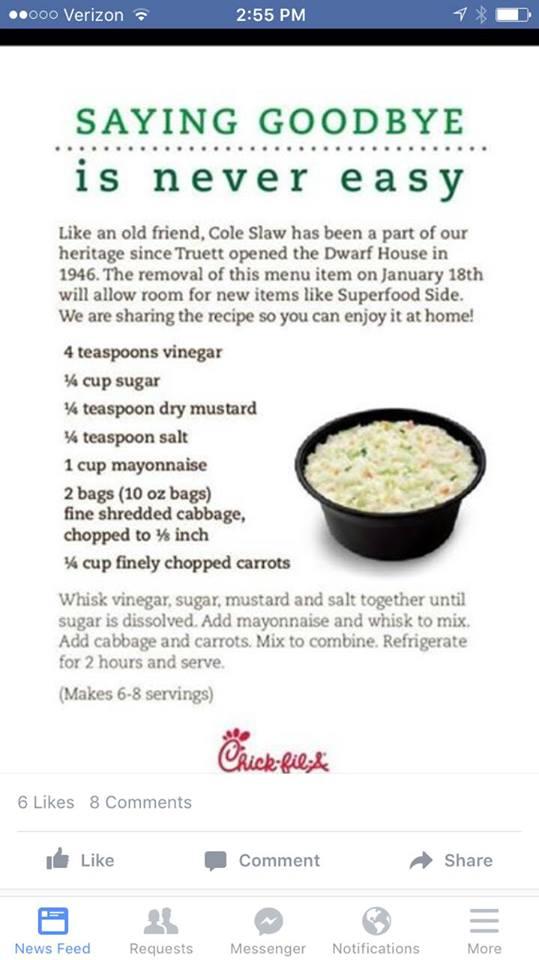 Verizon 2:55 PM
SAYING GOODBYE
is never easy
Like an old friend, Cole Slaw has been a part of our
heritage since Truett opened the Dwarf House in
1946. The removal of this menu item on January 18th
will allow room for new items like Superfood Side.
We are sharing the recipe so you can enjoy it at home!
4 teaspoons vinegar
¼ cup sugar
¼ teaspoon dry mustard
¼ teaspoon salt
1 cup mayonnaise
2 bags (10 oz bags)
fine shredded cabbage,
chopped to ⅛ inch
¼ cup finely chopped carrots
Whisk vinegar, sugar, mustard and salt together until
sugar is dissolved. Add mayonnaise and whisk to mix.
Add cabbage and carrots. Mix to combine. Refrigerate
for 2 hours and serve.
(Makes 6-8 servings)
Chick-fil-A
6 Likes 8 Comments
Like Comment Share
News Feed Requests Messenger Notifications More